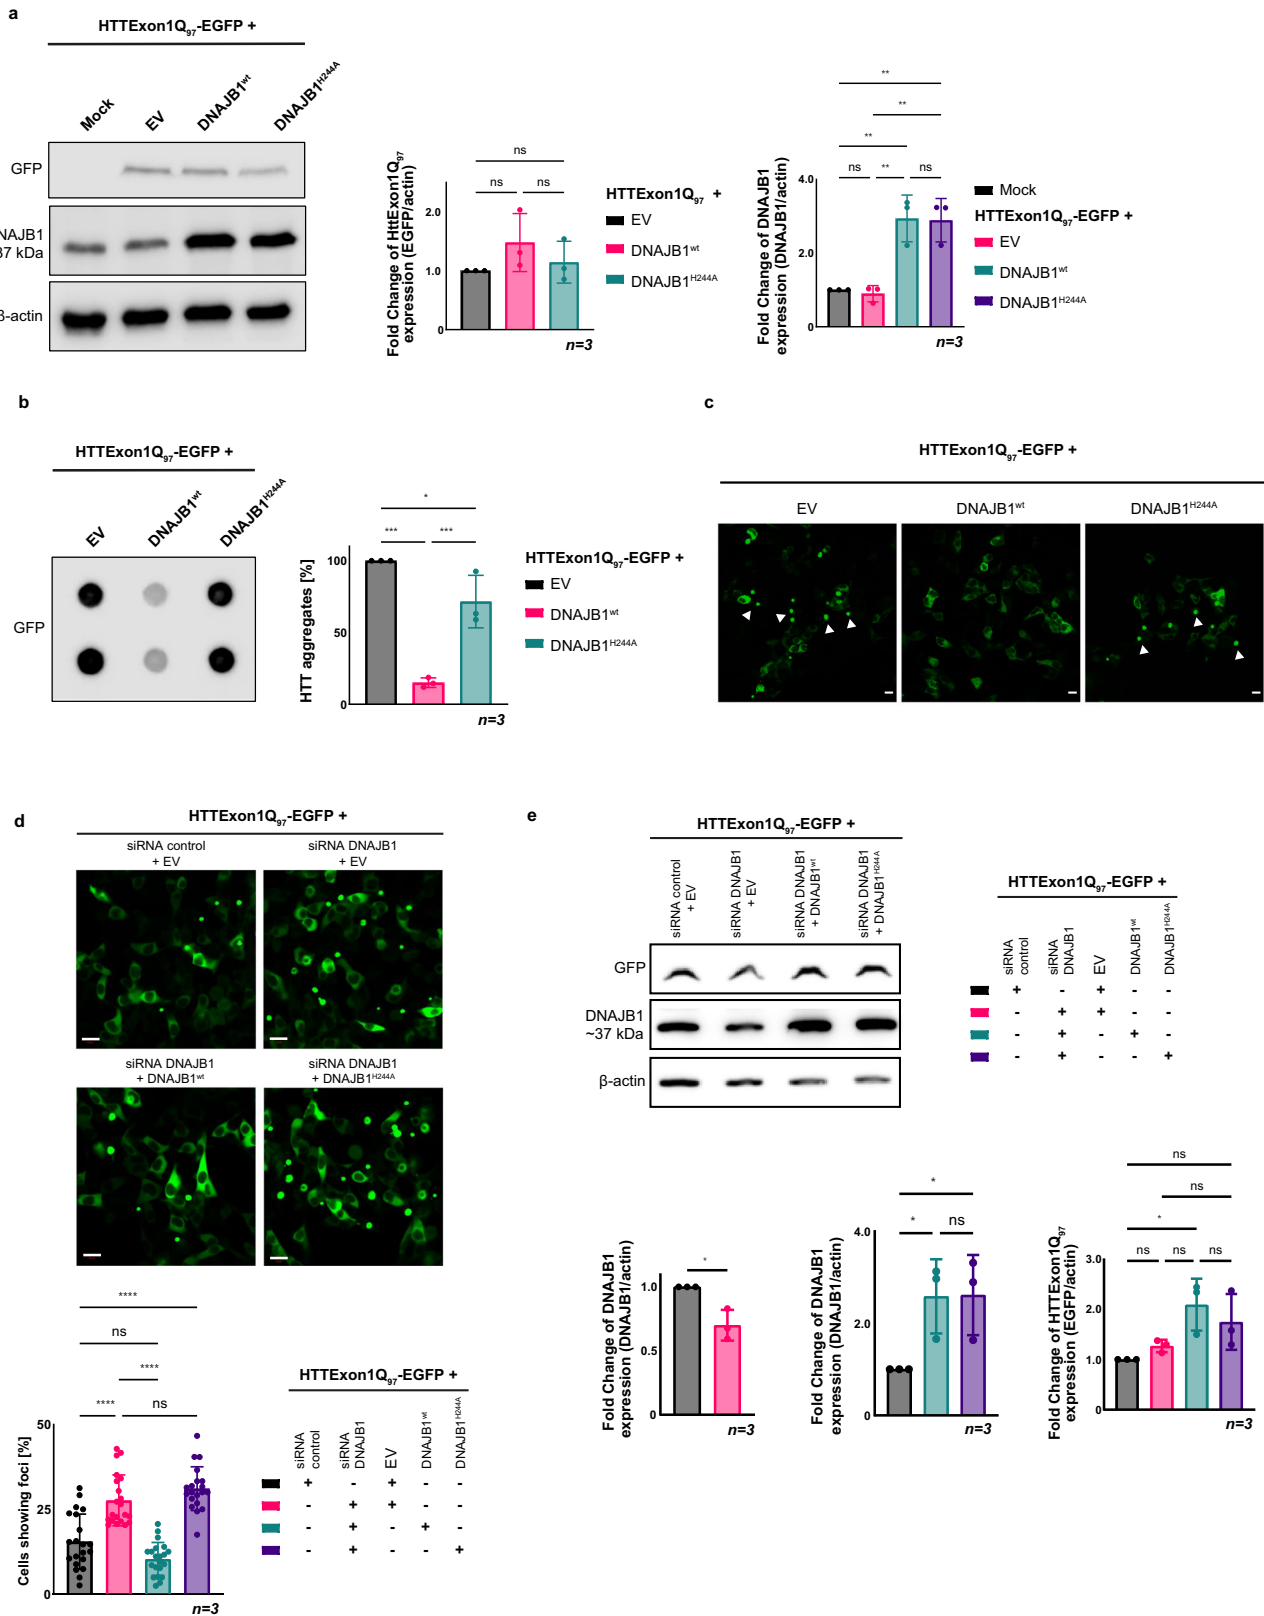 a
HTTExon1Q97-EGFP +
Mock
EV
DNAJB1wt
DNAJB1H244A
GFP
NAJB1
37 kDa
β-actin
Fold Change of HttExon1Q97
expression (EGFP/actin)
2.0
1.0
0
ns
ns
ns
n=3
HTTExon1Q97 +
EV
DNAJB1wt
DNAJB1H244A
Fold Change of DNAJB1
expression (DNAJB1/actin)
4.0
2.0
0
**
**
**
ns
**
ns
n=3
Mock
HTTExon1Q97-EGFP +
EV
DNAJB1wt
DNAJB1H244A
b
HTTExon1Q97-EGFP +
EV
DNAJB1wt
DNAJB1H244A
GFP
HTT aggregates [%]
100
50
0
*
***
***
n=3
HTTExon1Q97-EGFP +
EV
DNAJB1wt
DNAJB1H244A
c
HTTExon1Q97-EGFP +
EV
DNAJB1wt
DNAJB1H244A
d
HTTExon1Q97-EGFP +
siRNA control
+ EV
siRNA DNAJB1
+ EV
siRNA DNAJB1
+ DNAJB1wt
siRNA DNAJB1
+ DNAJB1H244A
****
ns
****
****
ns
Cells showing foci [%]
50
25
0
n=3
HTTExon1Q97-EGFP +
siRNA
control
siRNA
DNAJB1
EV
DNAJB1wt
DNAJB1H244A
+ - + - -
- + + - -
- + - + -
- + - - +
e
HTTExon1Q97-EGFP +
siRNA control
+ EV
siRNA DNAJB1
+ EV
siRNA DNAJB1
+ DNAJB1wt
siRNA DNAJB1
+ DNAJB1H244A
GFP
DNAJB1
~37 kDa
β-actin
HTTExon1Q97-EGFP +
siRNA
control
siRNA
DNAJB1
EV
DNAJB1wt
DNAJB1H244A
+ - + - -
- + + - -
- + - + -
- + - - +
Fold Change of DNAJB1
expression (DNAJB1/actin)
1.0
0.5
0
*
n=3
Fold Change of DNAJB1
expression (DNAJB1/actin)
4.0
2.0
0
*
*
ns
n=3
Fold Change of HTTExon1Q97
expression (EGFP/actin)
3.0
2.0
1.0
0
ns
ns
*
ns
ns
ns
n=3